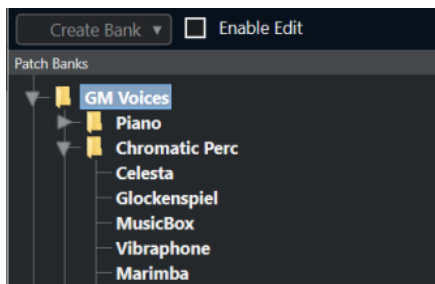 Create Bank Enable Edit
Patch Banks
GM Voices
Piano
Chromatic Perc
Celesta
Glockenspiel
MusicBox
Vibraphone
Marimba